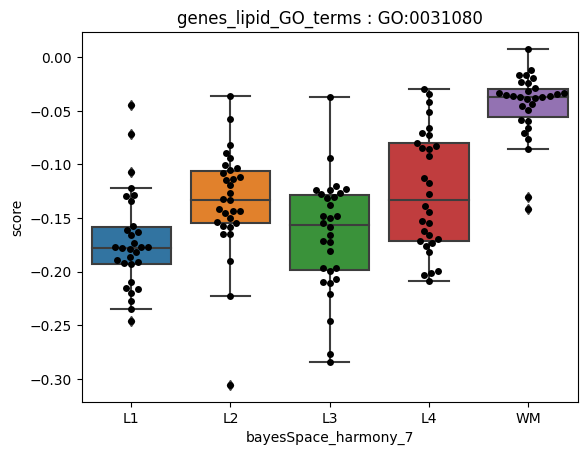 genes_lipid_GO_terms : GO:0031080
score
0.00
−0.05
−0.10
−0.15
−0.20
−0.25
−0.30
L1 L2 L3 L4 WM
bayesSpace_harmony_7